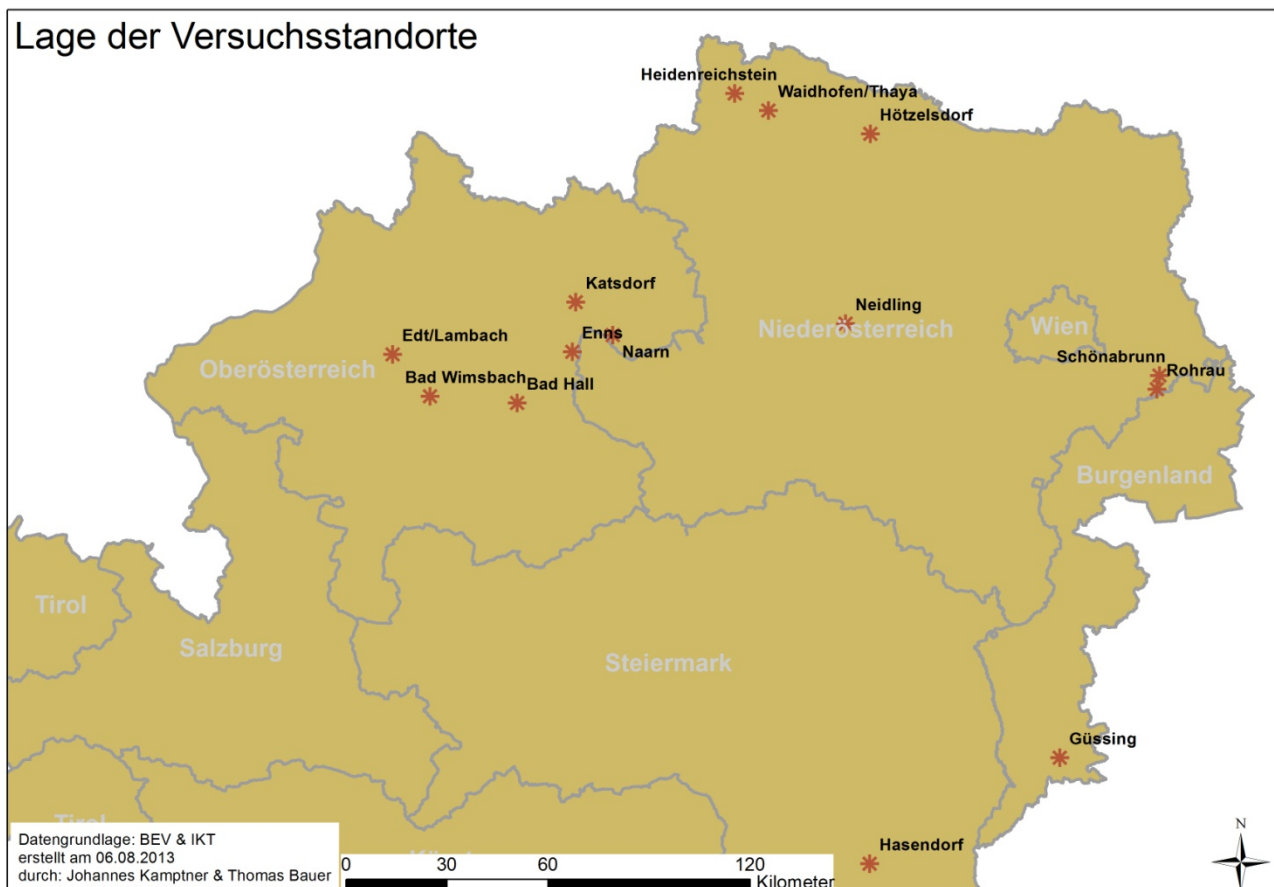 Lage der Versuchsstandorte
Heidenreichstein
Waidhofen/Thaya
Hötzelsdorf
Katsdorf
Neidling
Niederösterreich
Wien
Enns
Naarn
Edt/Lambach
Oberösterreich
Schönabrunn
Rohrau
Bad Wimsbach
Bad Hall
Burgenland
Tirol
Salzburg
Steiermark
Güssing
Tirol
Hasendorf
Datengrundlage: BEV & IKT
erstellt am 06.08.2013
durch: Johannes Kamptner & Thomas Bauer
0 30 60 120
Kilometer
N